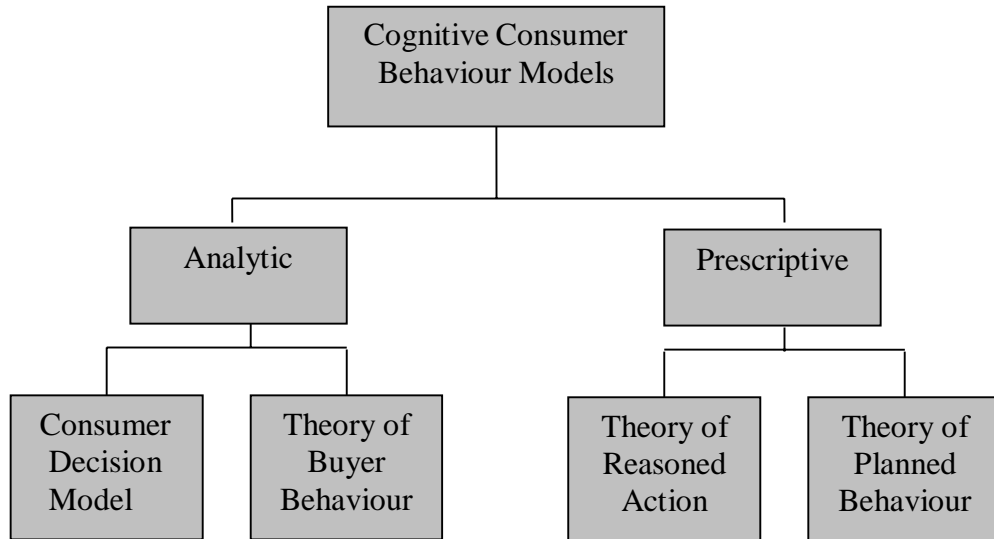 Cognitive Consumer
Behaviour Models
Analytic
Prescriptive
Consumer
Decision
Model
Theory of
Buyer
Behaviour
Theory of
Reasoned
Action
Theory of
Planned
Behaviour